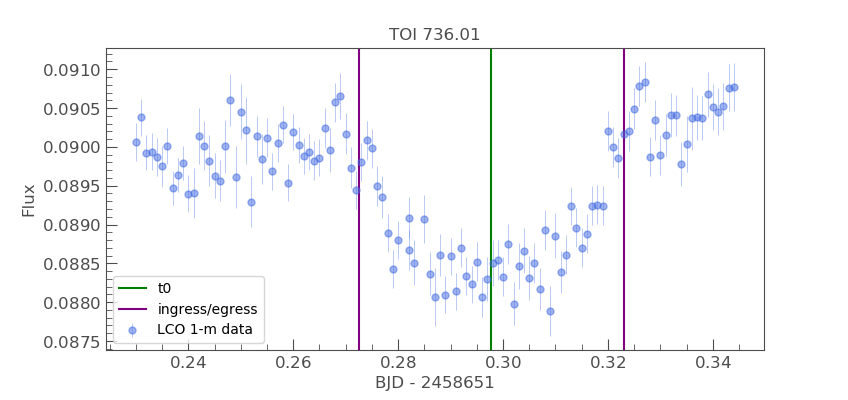 TOI 736.01
Flux
0.0910
0.0905
0.0900
0.0895
0.0890
0.0885
0.0880
0.0875
t0
ingress/egress
LCO 1-m data
0.24 0.26 0.28 0.30 0.32 0.34
BJD - 2458651